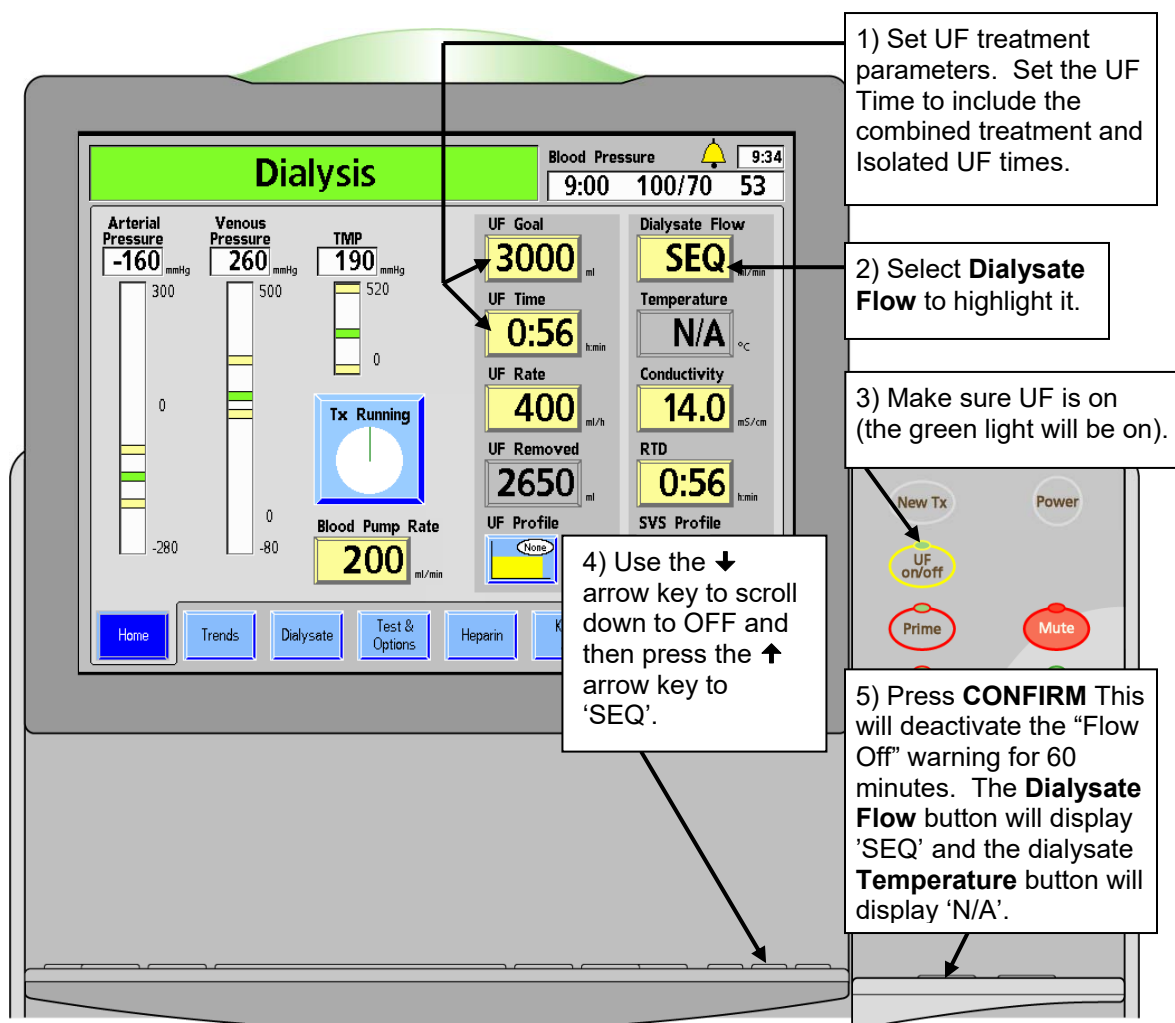 1) Set UF treatment
parameters. Set the UF
Time to include the
combined treatment and
Isolated UF times.
Dialysis
Blood Pressure
9:34
9:00 100/70 53
Arterial
Pressure
-160 mmHg
300
0
-280
Venous
Pressure
260 mmHg
500
0
-80
TMP
190 mmHg
520
0
Tx Running
Blood Pump Rate
200 ml/min
UF Goal
3000 ml
UF Time
0:56 h:min
UF Rate
400 ml/h
UF Removed
2650 ml
UF Profile
None
Dialysate Flow
SEQ ml/min
Temperature
N/A °C
Conductivity
14.0 mS/cm
RTD
0:56 h:min
SVS Profile
Home
Trends
Dialysate
Test &
Options
Heparin
K
2) Select Dialysate
Flow to highlight it.
3) Make sure UF is on
(the green light will be on).
New Tx
Power
UF
on/off
Prime
Mute
4) Use the ↓
arrow key to scroll
down to OFF and
then press the ↑
arrow key to
‘SEQ’.
5) Press CONFIRM This
will deactivate the “Flow
Off” warning for 60
minutes. The Dialysate
Flow button will display
’SEQ’ and the dialysate
Temperature button will
display ‘N/A’.